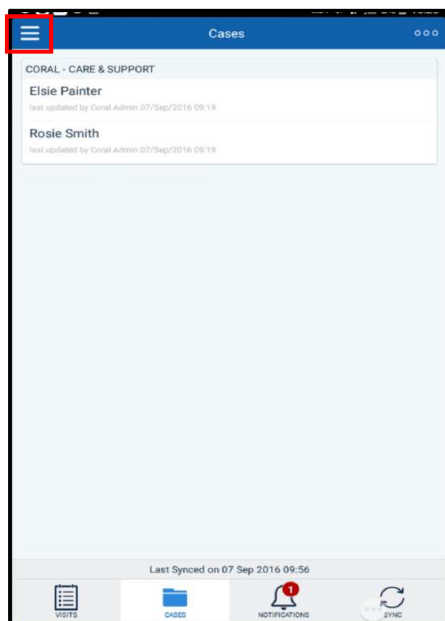 Cases
CORAL - CARE & SUPPORT
Elsie Painter
last updated by Coral Admin 07/Sep/2016 09:19
Rosie Smith
last updated by Coral Admin 07/Sep/2016 09:19
Last Synced on 07 Sep 2016 09:56
1
VISITS CASES NOTIFICATIONS SYNC